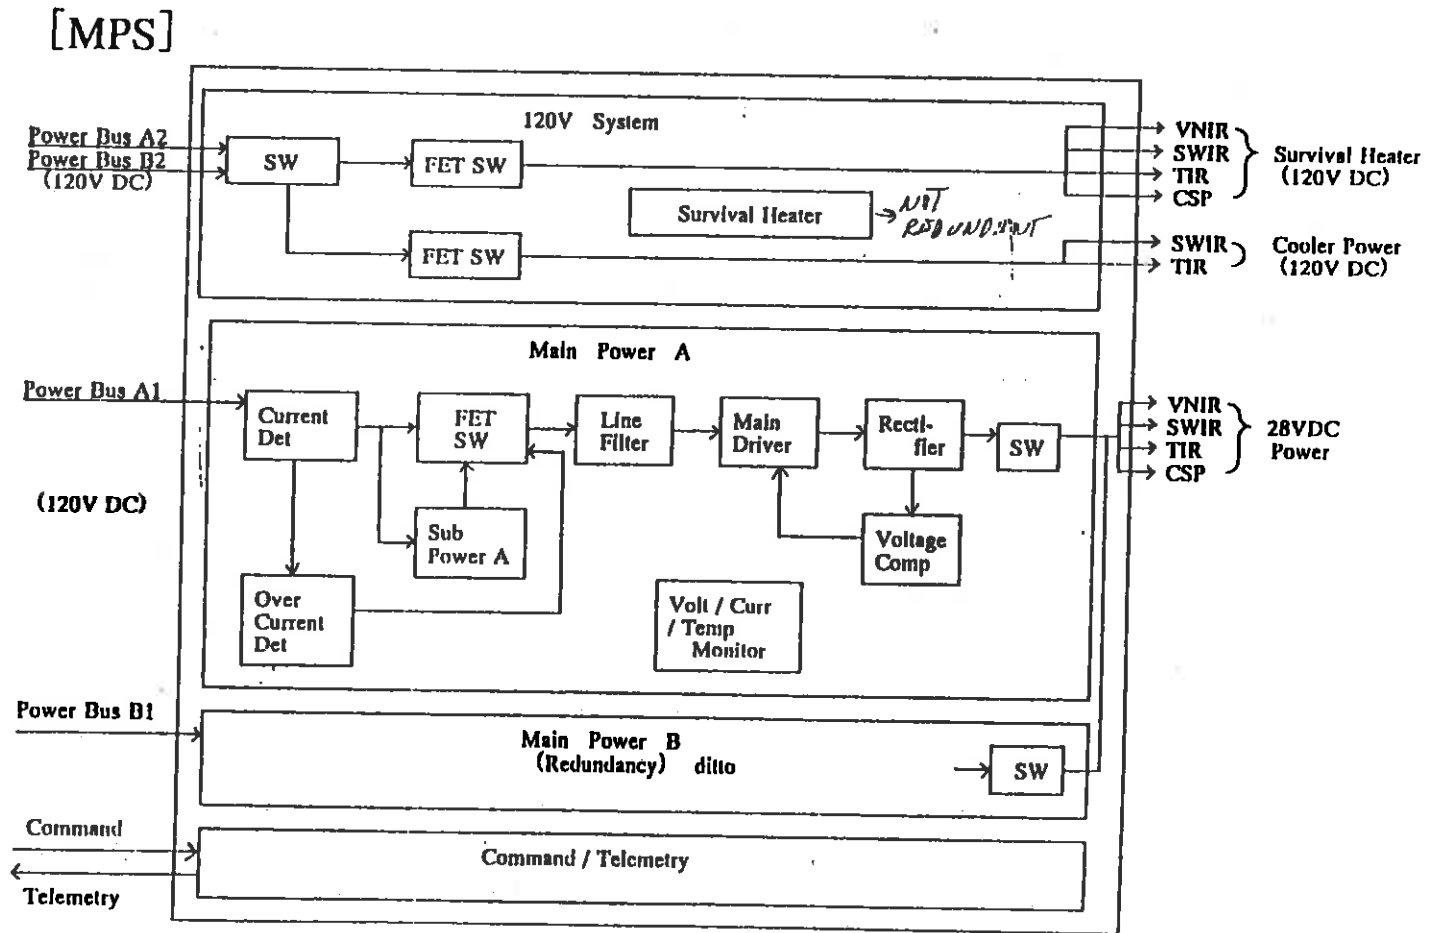 [MPS]
120V System
Power Bus A2
Power Bus B2
(120V DC)
SW
FET SW
FET SW
Survival Heater
NOT
REDUNDANT
VNIR
SWIR
TIR
CSP
Survival Heater
(120V DC)
SWIR
TIR
Cooler Power
(120V DC)
Main Power A
Power Bus A1
(120V DC)
Current
Det
FET
SW
Line
Filter
Main
Driver
Recti-
fier
SW
Sub
Power A
Voltage
Comp
Over
Current
Det
Volt / Curr
/ Temp
Monitor
VNIR
SWIR
TIR
CSP
28VDC
Power
Power Bus B1
Main Power B
(Redundancy) ditto
SW
Command
Telemetry
Command / Telemetry